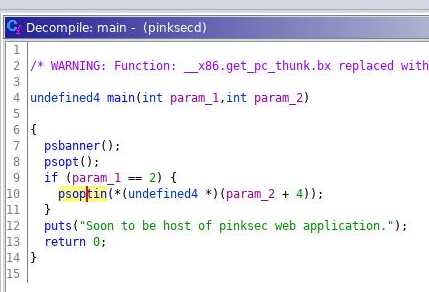 Decompile: main - (pinksecd)
1
2 /* WARNING: Function: __x86.get_pc_thunk.bx replaced with
3
4 undefined4 main(int param_1,int param_2)
5
6 {
7 psbanner();
8 psopt();
9 if (param_1 == 2) {
10 psoptin(*(undefined4 *)(param_2 + 4));
11 }
12 puts("Soon to be host of pinksec web application.");
13 return 0;
14 }
15